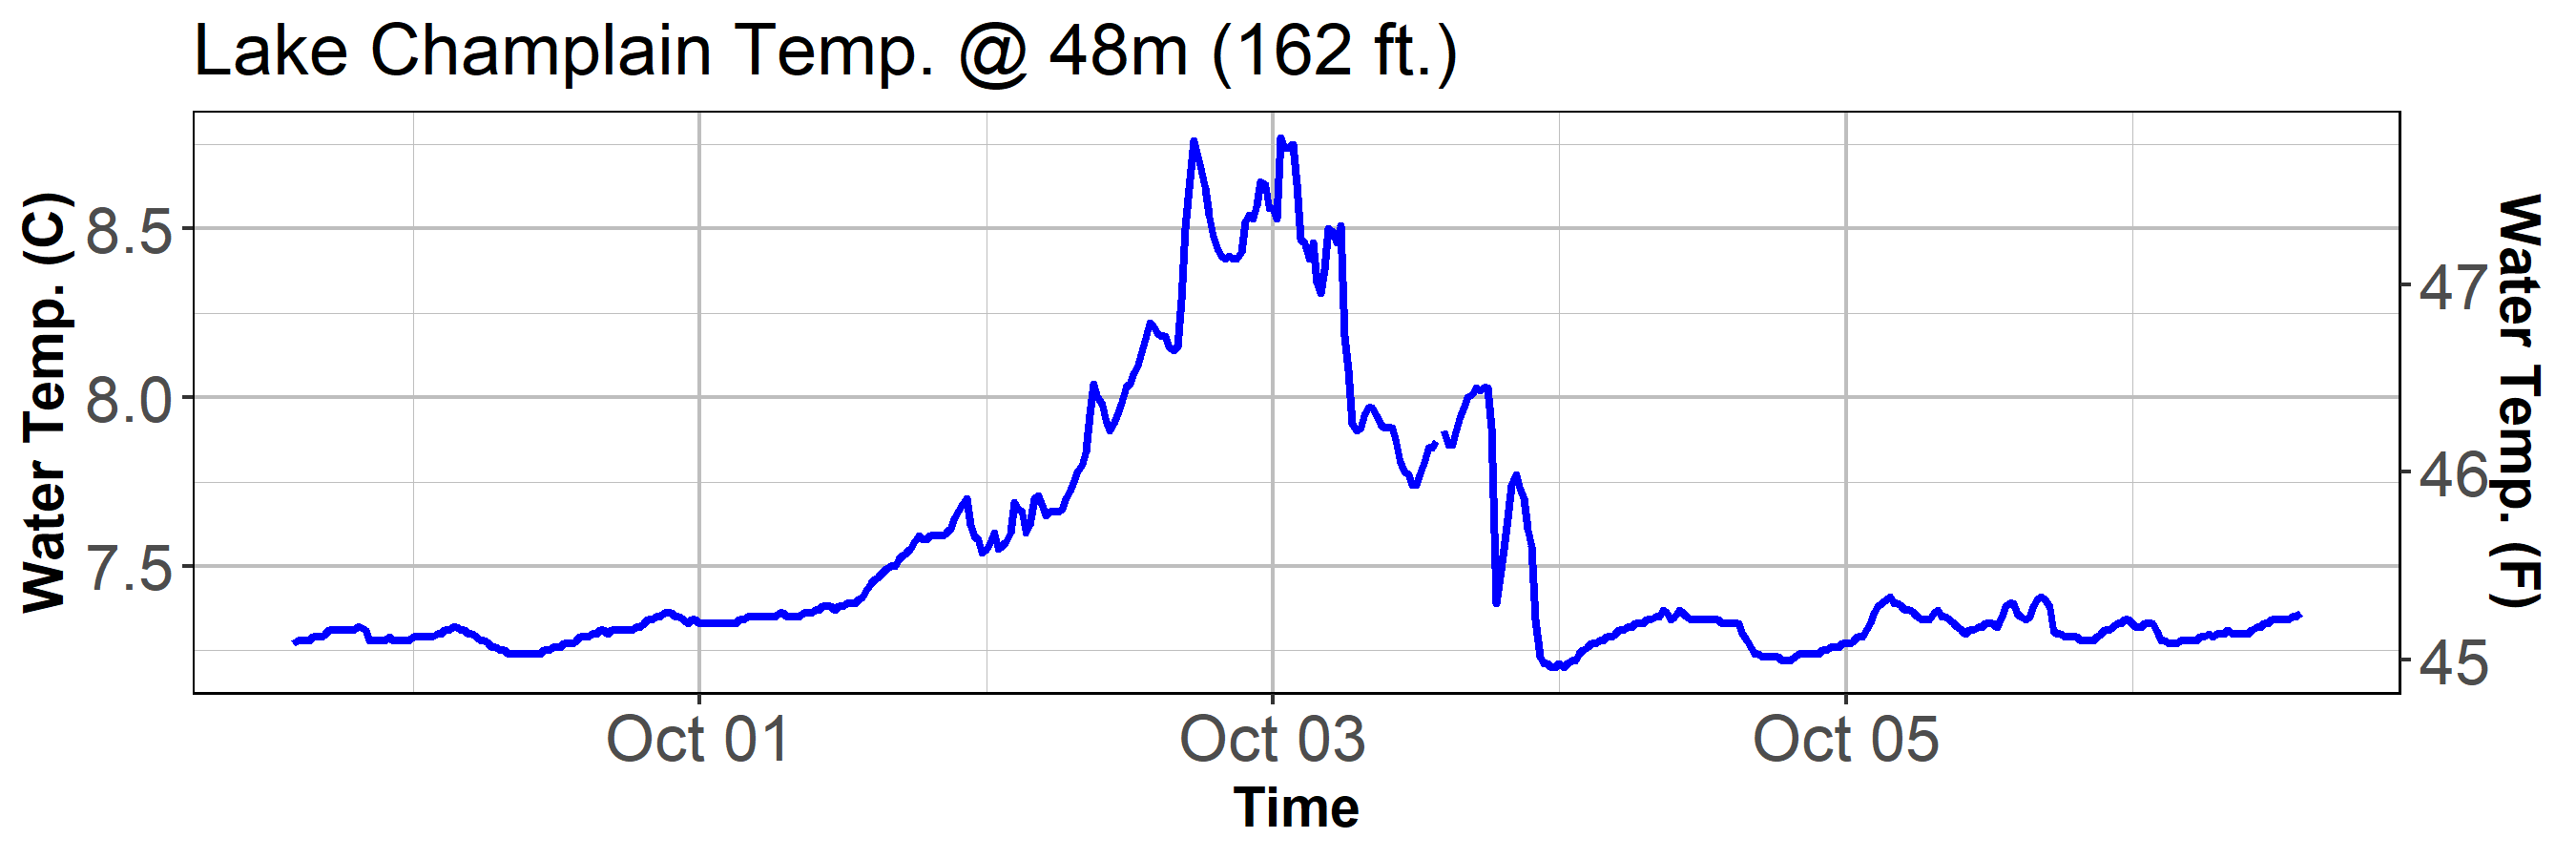 Lake Champlain Temp. @ 48m (162 ft.)
Water Temp. (C)
8.5
8.0
7.5
47
46
45
Water Temp. (F)
Oct 01 Oct 03 Oct 05
Time